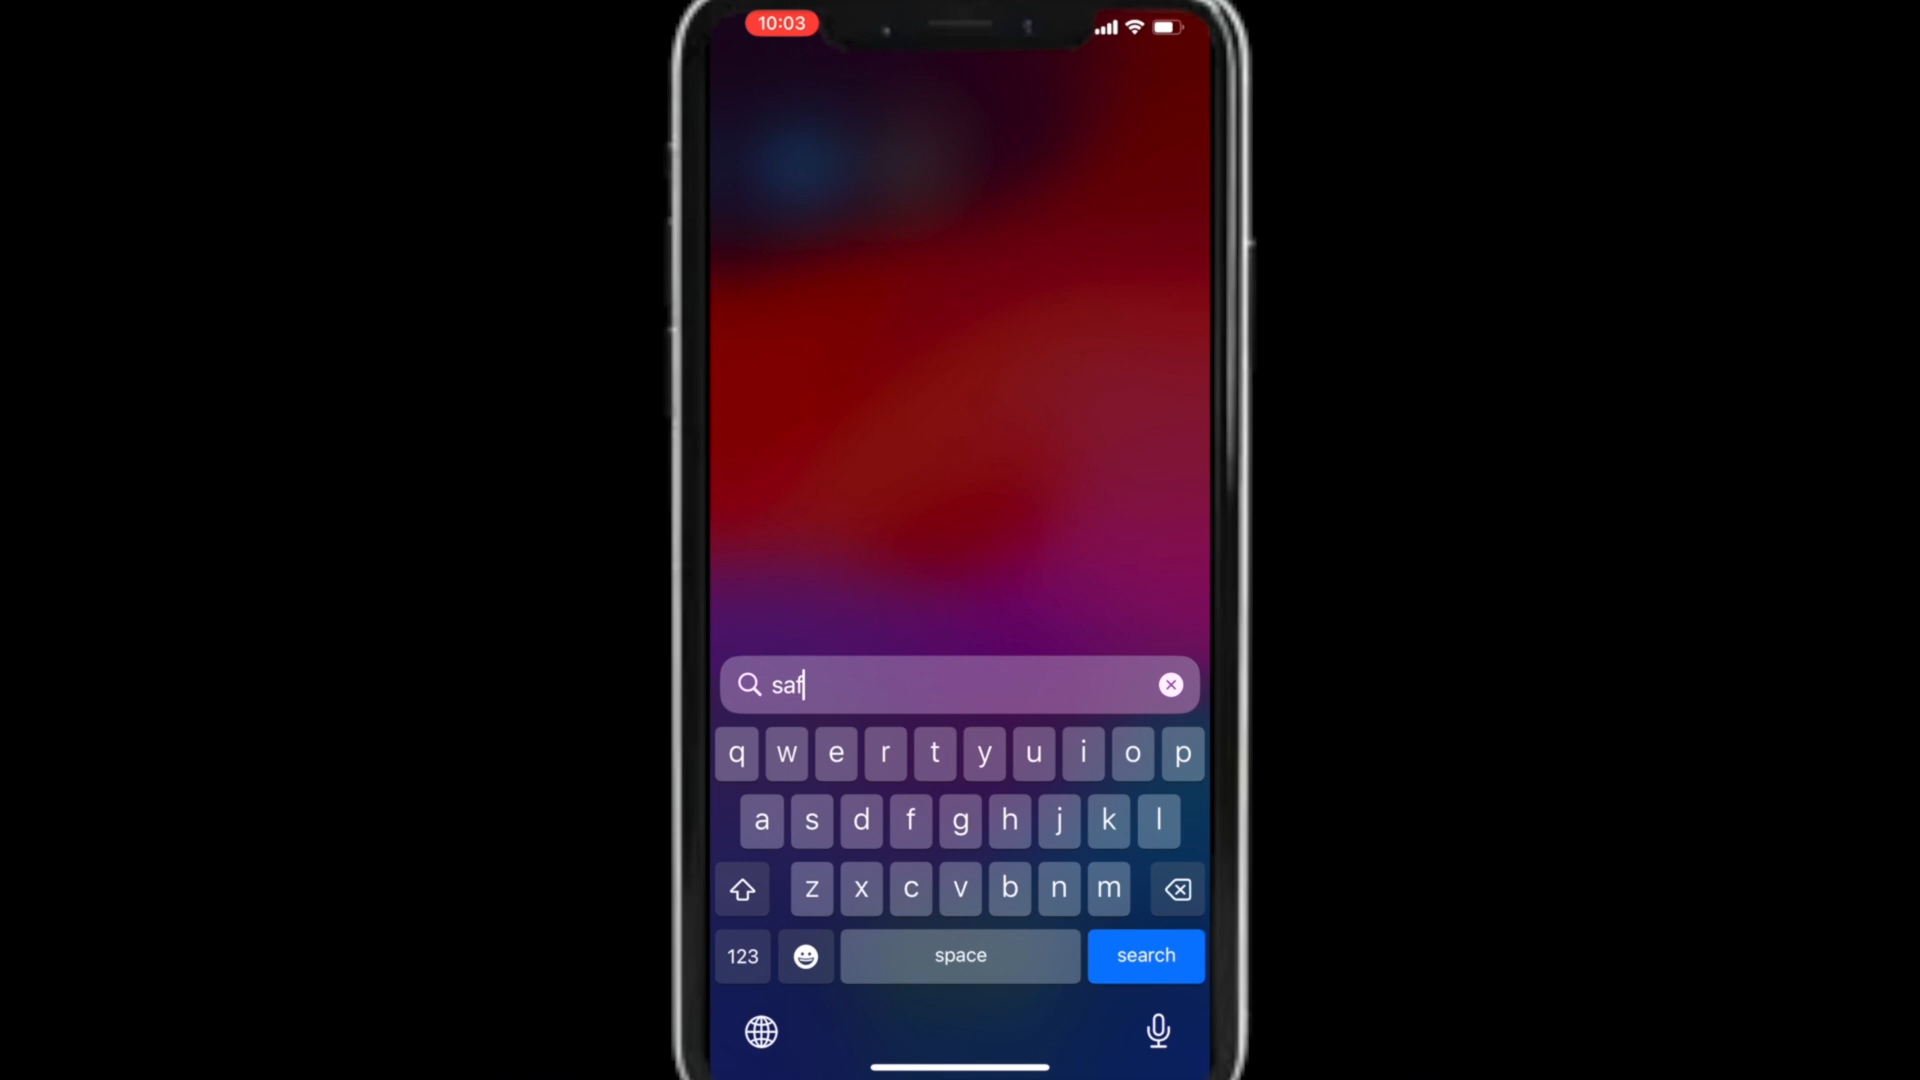 10:03
saf
q w e r t y u i o p
a s d f g h j k l
z x c v b n m
123 space search